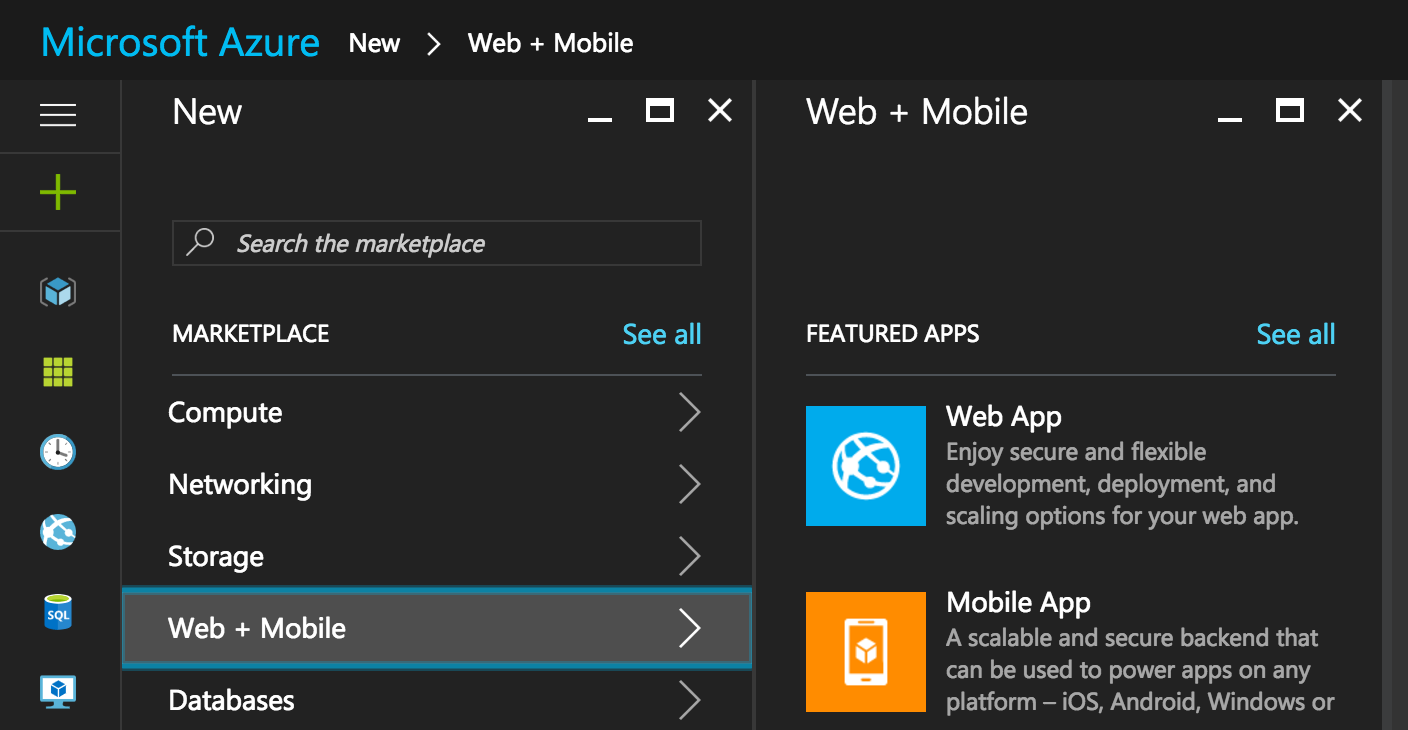 Microsoft Azure New > Web + Mobile
New
Search the marketplace
MARKETPLACE See all
Compute
Networking
Storage
Web + Mobile
Databases
SQL
Web + Mobile
FEATURED APPS See all
Web App
Enjoy secure and flexible
development, deployment, and
scaling options for your web app.
Mobile App
A scalable and secure backend that
can be used to power apps on any
platform – iOS, Android, Windows or